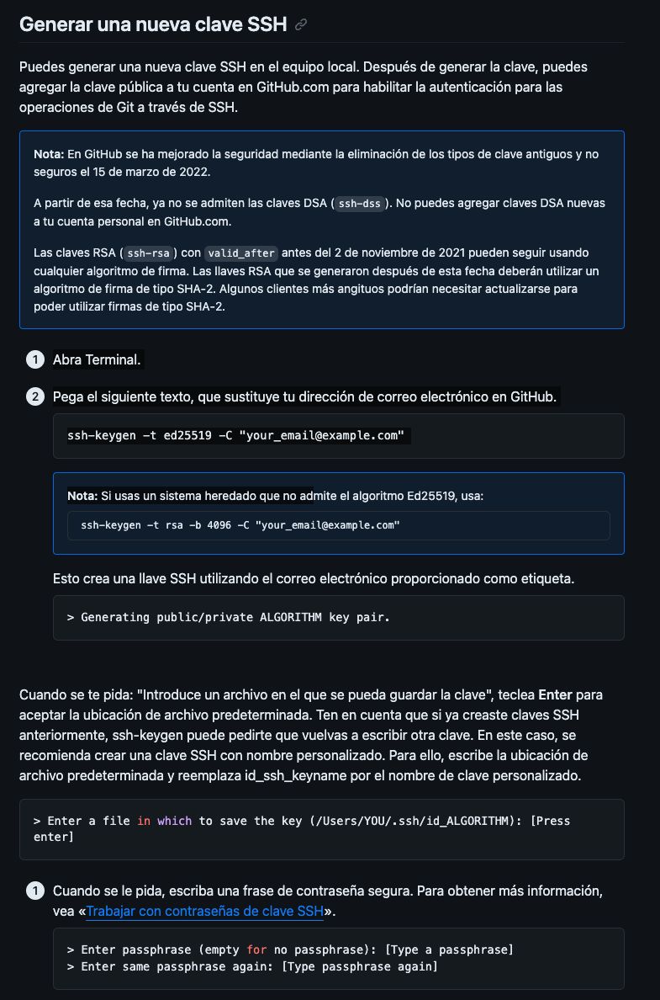 Generar una nueva clave SSH
Puedes generar una nueva clave SSH en el equipo local. Después de generar la clave, puedes
agregar la clave pública a tu cuenta en GitHub.com para habilitar la autenticación para las
operaciones de Git a través de SSH.
Nota: En GitHub se ha mejorado la seguridad mediante la eliminación de los tipos de clave antiguos y no
seguros el 15 de marzo de 2022.
A partir de esa fecha, ya no se admiten las claves DSA (ssh-dss). No puedes agregar claves DSA nuevas
a tu cuenta personal en GitHub.com.
Las claves RSA (ssh-rsa) con valid_after antes del 2 de noviembre de 2021 pueden seguir usando
cualquier algoritmo de firma. Las llaves RSA que se generaron después de esta fecha deberán utilizar un
algoritmo de firma de tipo SHA-2. Algunos clientes más angituos podrían necesitar actualizarse para
poder utilizar firmas de tipo SHA-2.
1 Abra Terminal.
2 Pega el siguiente texto, que sustituye tu dirección de correo electrónico en GitHub.
ssh-keygen -t ed25519 -C "your_email@example.com"
Nota: Si usas un sistema heredado que no admite el algoritmo Ed25519, usa:
ssh-keygen -t rsa -b 4096 -C "your_email@example.com"
Esto crea una llave SSH utilizando el correo electrónico proporcionado como etiqueta.
> Generating public/private ALGORITHM key pair.
Cuando se te pida: "Introduce un archivo en el que se pueda guardar la clave", teclea Enter para
aceptar la ubicación de archivo predeterminada. Ten en cuenta que si ya creaste claves SSH
anteriormente, ssh-keygen puede pedirte que vuelvas a escribir otra clave. En este caso, se
recomienda crear una clave SSH con nombre personalizado. Para ello, escribe la ubicación de
archivo predeterminada y reemplaza id_ssh_keyname por el nombre de clave personalizado.
> Enter a file in which to save the key (/Users/YOU/.ssh/id_ALGORITHM): [Press
enter]
1 Cuando se le pida, escriba una frase de contraseña segura. Para obtener más información,
vea «Trabajar con contraseñas de clave SSH».
> Enter passphrase (empty for no passphrase): [Type a passphrase]
> Enter same passphrase again: [Type passphrase again]